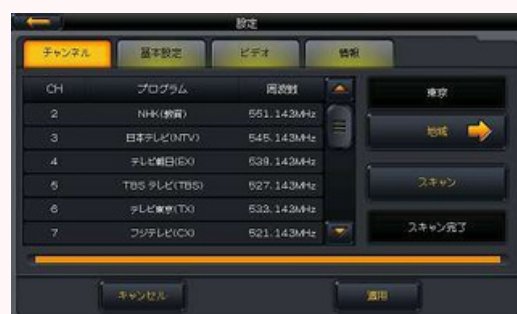 設定
チャンネル 基本設定 ビデオ 情報
CH プログラム 周波数 東京
2 NHK(教育) 551.143MHz
3 日本テレビ(NTV) 545.143MHz 地域
4 テレビ朝日(EX) 539.143MHz
5 TBS テレビ(TBS) 527.143MHz スキャン
6 テレビ東京(TX) 533.143MHz
7 フジテレビ(CX) 521.143MHz スキャン完了
キャンセル 適用